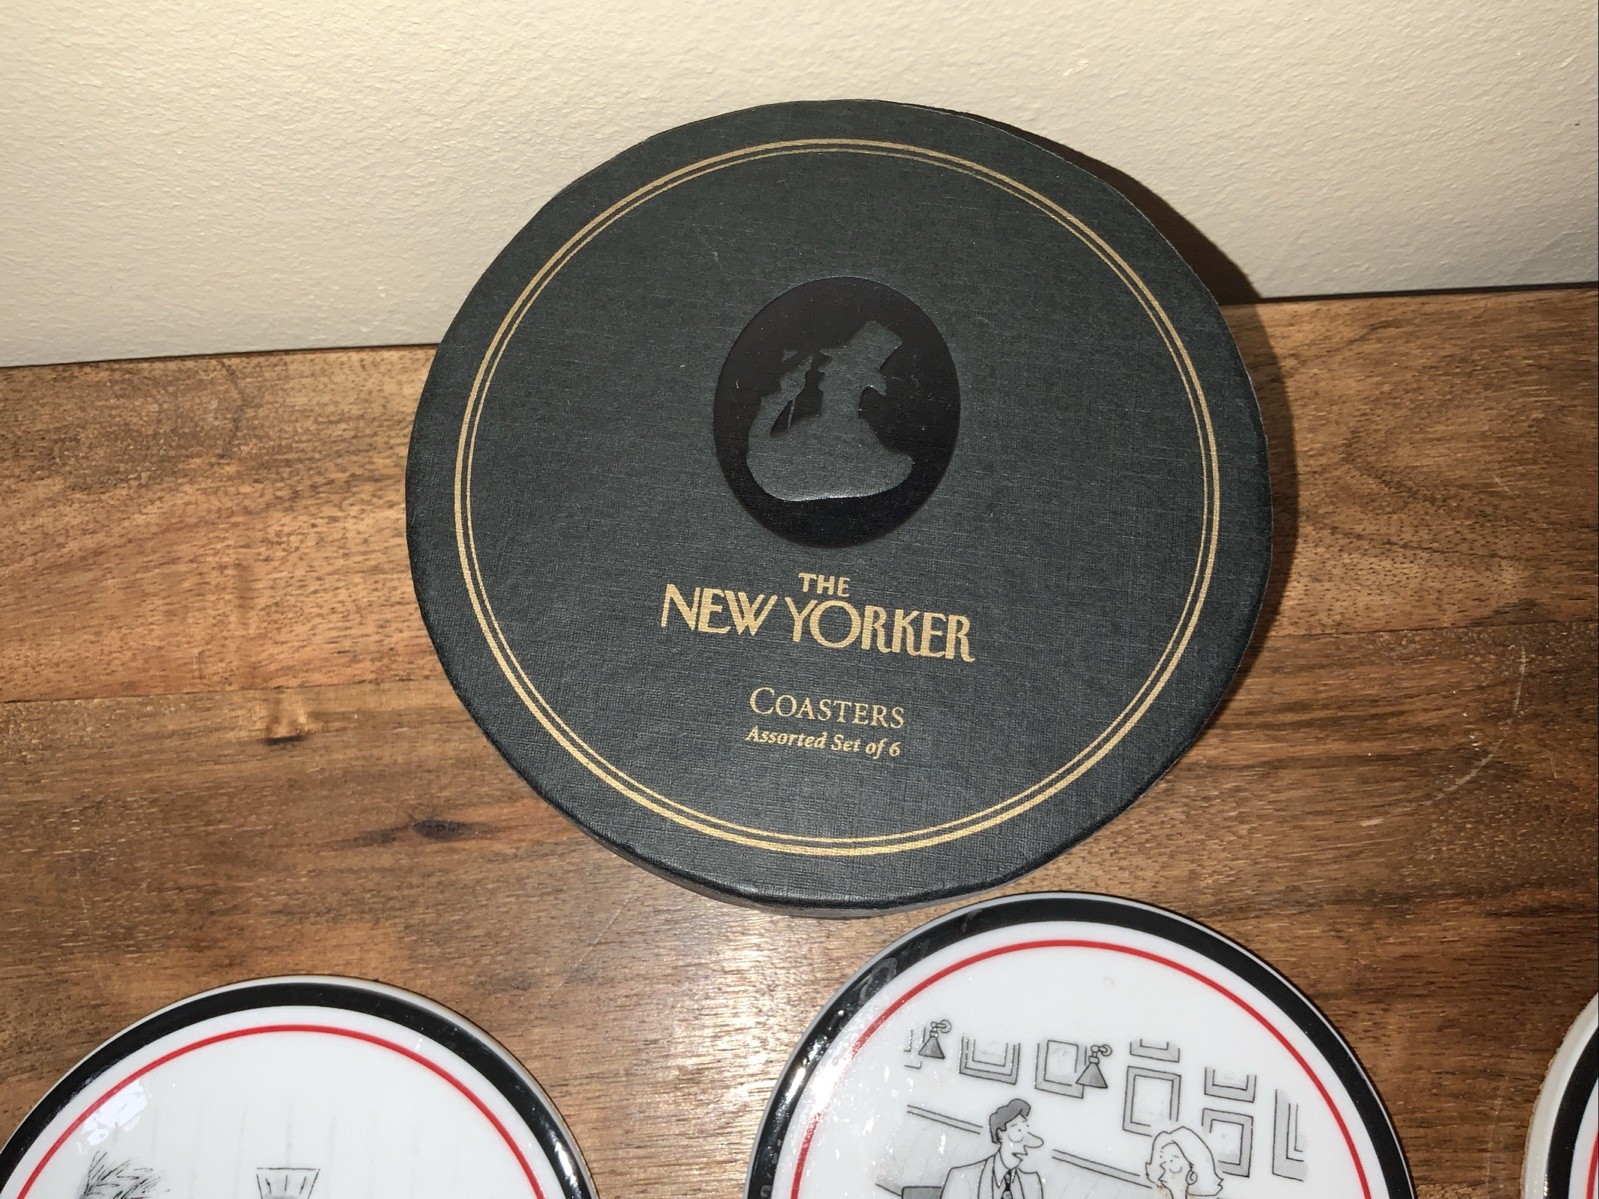 THE
NEW YORKER
COASTERS
Assorted Set of 6